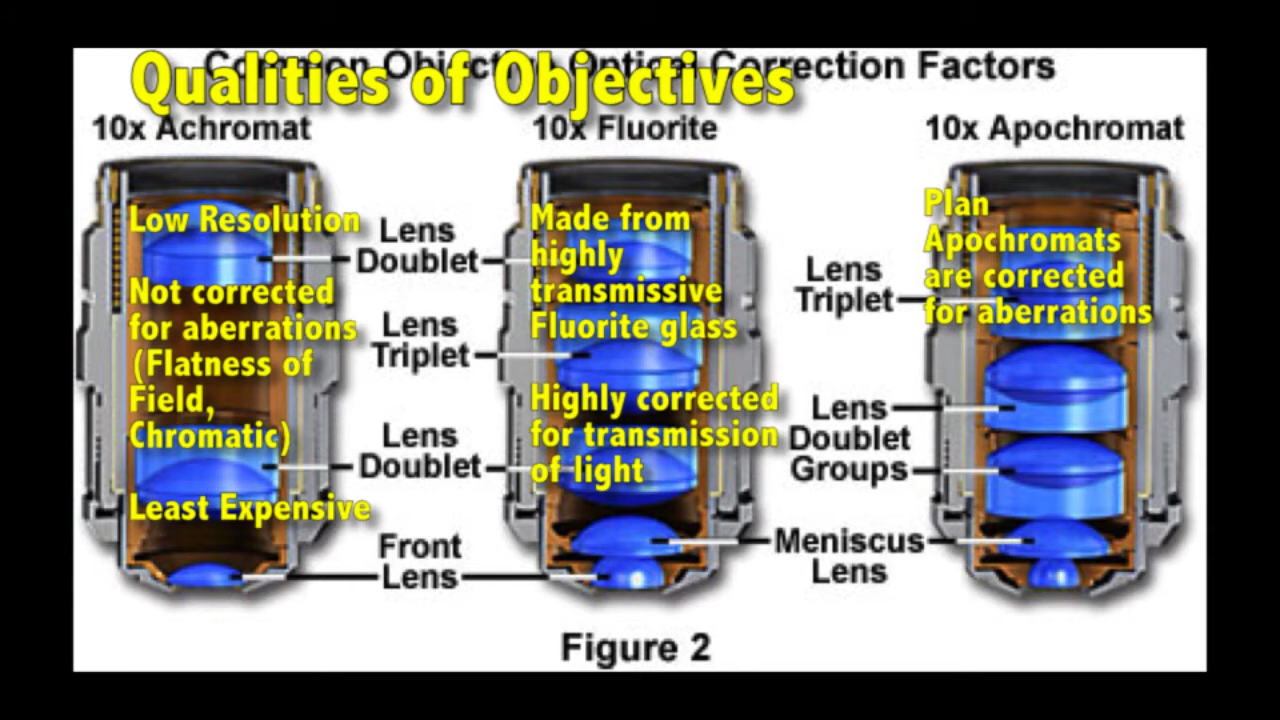 Qualities of Objectives
Common Objective Optical Correction Factors
10x Achromat
10x Fluorite
10x Apochromat
Low Resolution
Not corrected
for aberrations
(Flatness of
Field,
Chromatic)
Least Expensive
Lens
Doublet
Lens
Triplet
Lens
Doublet
Front
Lens
Made from
highly
transmissive
Fluorite glass
Highly corrected
for transmission
of light
Lens
Triplet
Lens
Doublet
Groups
Meniscus
Lens
Plan
Apochromats
are corrected
for aberrations
Figure 2